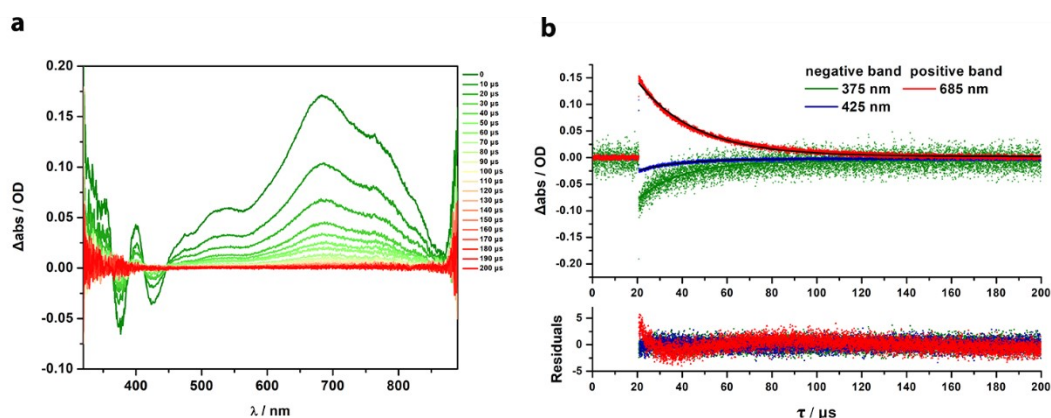 a
Δabs / OD
0.20
0.15
0.10
0.05
0.00
-0.05
-0.10
400 500 600 700 800
λ / nm
0
10 μs
20 μs
30 μs
40 μs
50 μs
60 μs
70 μs
80 μs
90 μs
100 μs
110 μs
120 μs
130 μs
140 μs
150 μs
160 μs
170 μs
180 μs
190 μs
200 μs
b
Δabs / OD
0.15
0.10
0.05
0.00
-0.05
-0.10
-0.15
-0.20
negative band positive band
375 nm 685 nm
425 nm
0 20 40 60 80 100 120 140 160 180 200
Residuals
5
0
-5
0 20 40 60 80 100 120 140 160 180 200
τ / μs